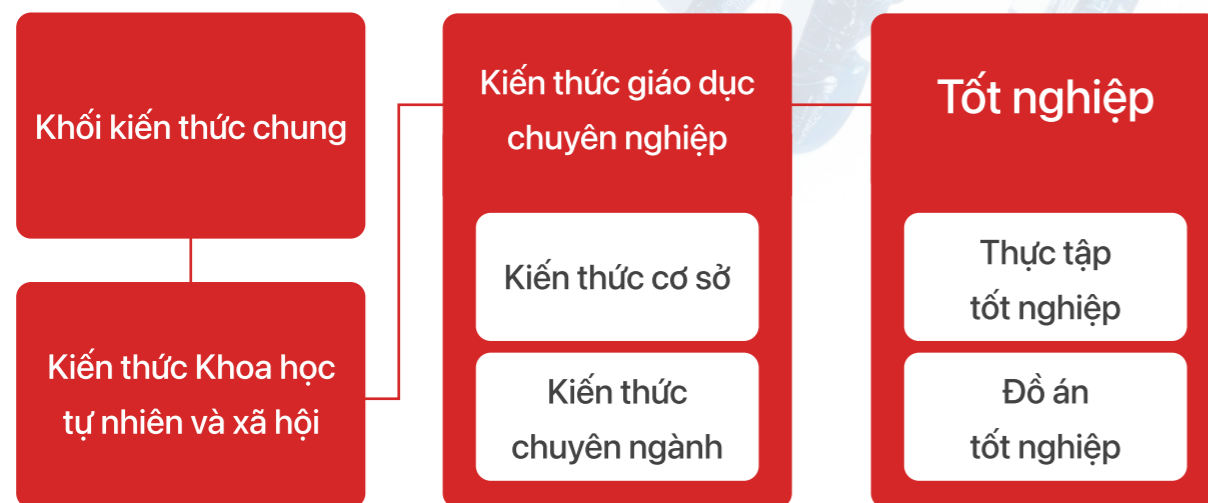 Khối kiến thức chung
Kiến thức Khoa học
tự nhiên và xã hội
Kiến thức giáo dục
chuyên nghiệp
Kiến thức cơ sở
Kiến thức
chuyên ngành
Tốt nghiệp
Thực tập
tốt nghiệp
Đồ án
tốt nghiệp